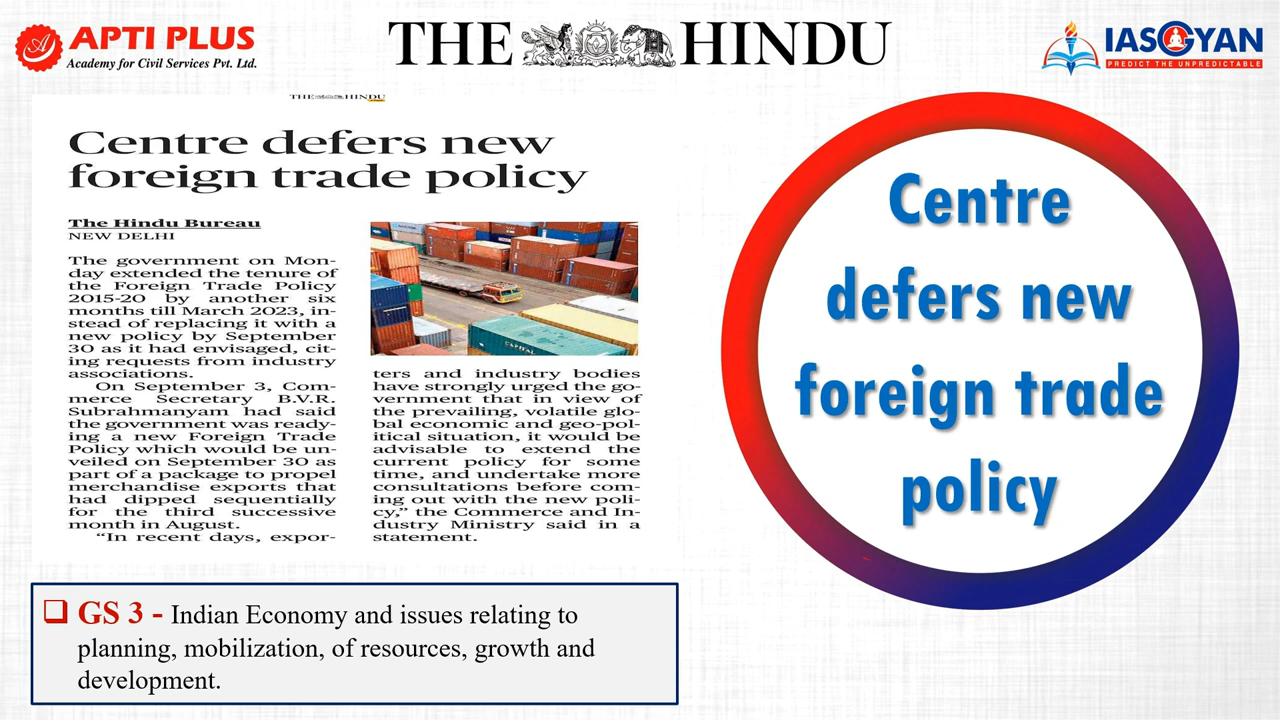 APTI PLUS
Academy for Civil Services Pvt. Ltd.
THE HINDU
IASGYAN
PREDICT THE UNPREDICTABLE
THE HINDU
Centre defers new
foreign trade policy
The Hindu Bureau
NEW DELHI
The government on Mon-
day extended the tenure of
the Foreign Trade Policy
2015-20 by another six
months till March 2023, in-
stead of replacing it with a
new policy by September
30 as it had envisaged, cit-
ing requests from industry
associations.
On September 3, Com-
merce Secretary B.V.R.
Subrahmanyam had said
the government was ready-
ing a new Foreign Trade
Policy which would be un-
veiled on September 30 as
part of a package to propel
merchandise exports that
had dipped sequentially
for the third successive
month in August.
“In recent days, expor-
CAPITAL
ters and industry bodies
have strongly urged the go-
vernment that in view of
the prevailing, volatile glo-
bal economic and geo-pol-
itical situation, it would be
advisable to extend the
current policy for some
time, and undertake more
consultations before com-
ing out with the new poli-
cy,” the Commerce and In-
dustry Ministry said in a
statement.
Centre
defers new
foreign trade
policy
GS 3 - Indian Economy and issues relating to
planning, mobilization, of resources, growth and
development.